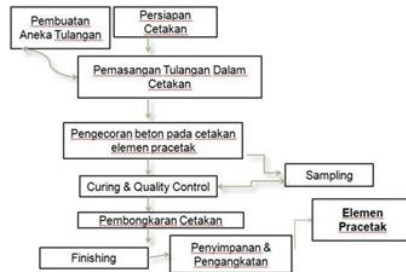 Pembuatan
Aneka Tulangan
Persiapan
Cetakan
Pemasangan Tulangan Dalam
Cetakan
Pengecoran beton pada cetakan
elemen pracetak
Sampling
Curing & Quality Control
Pembongkaran Cetakan
Elemen
Pracetak
Finishing
Penyimpanan &
Pengangkatan